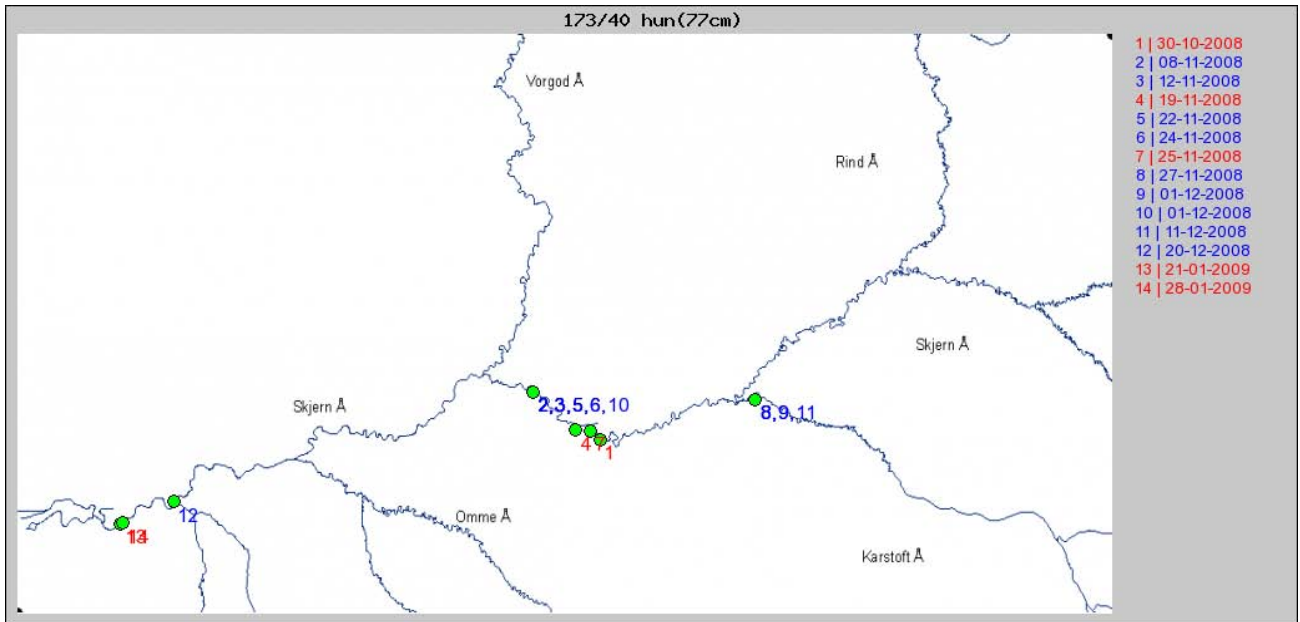 173/40 hun(77cm)
Vorgod Å
Rind Å
Skjern Å
Skjern Å
2,3,5,6,10
8,9,11
4 7 1
12
13
14
Omme Å
Karstoft Å
1 | 30-10-2008
2 | 08-11-2008
3 | 12-11-2008
4 | 19-11-2008
5 | 22-11-2008
6 | 24-11-2008
7 | 25-11-2008
8 | 27-11-2008
9 | 01-12-2008
10 | 01-12-2008
11 | 11-12-2008
12 | 20-12-2008
13 | 21-01-2009
14 | 28-01-2009